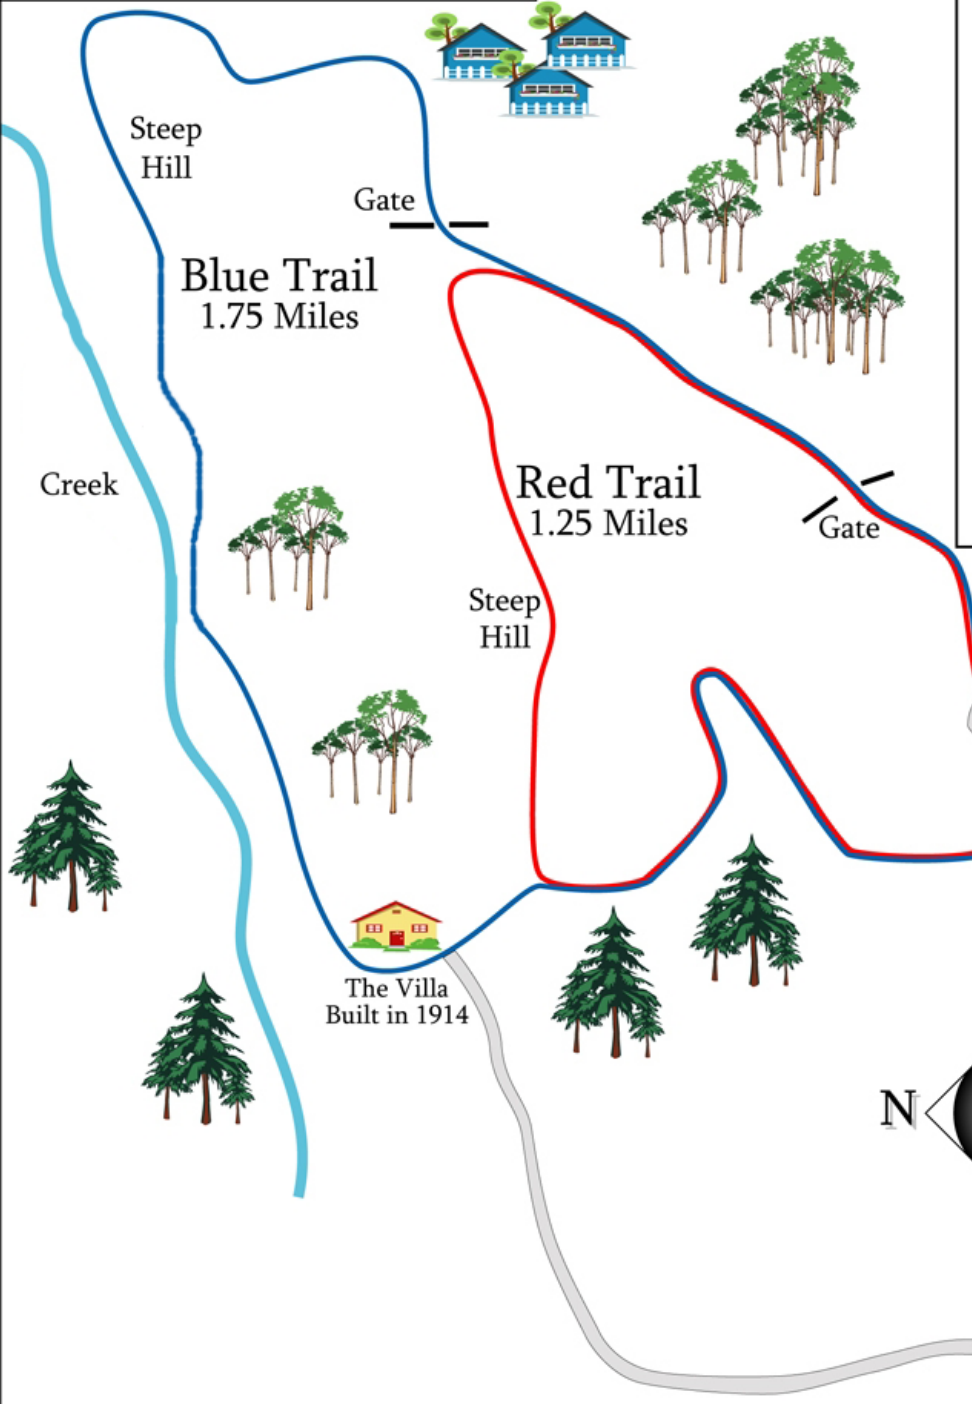 Steep
Hill
Gate
Blue Trail
1.75 Miles
Creek
Red Trail
1.25 Miles
Gate
Steep
Hill
The Villa
Built in 1914
N